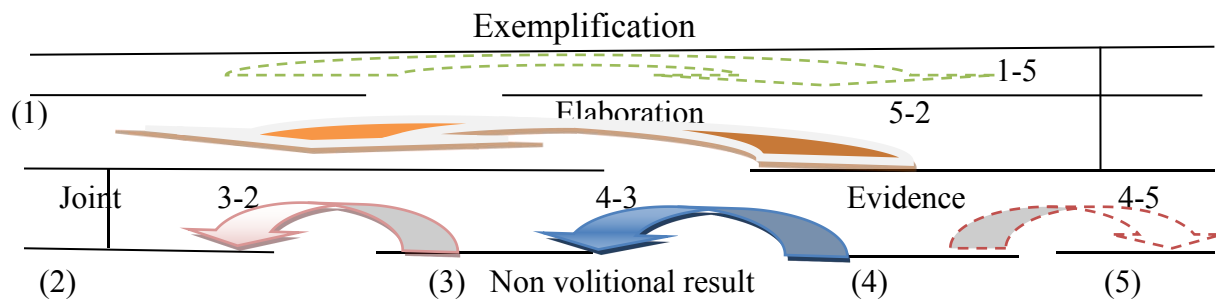 Exemplification
1-5
(1) Elaboration 5-2
Joint 3-2 4-3 Evidence 4-5
(2) (3) Non volitional result (4) (5)